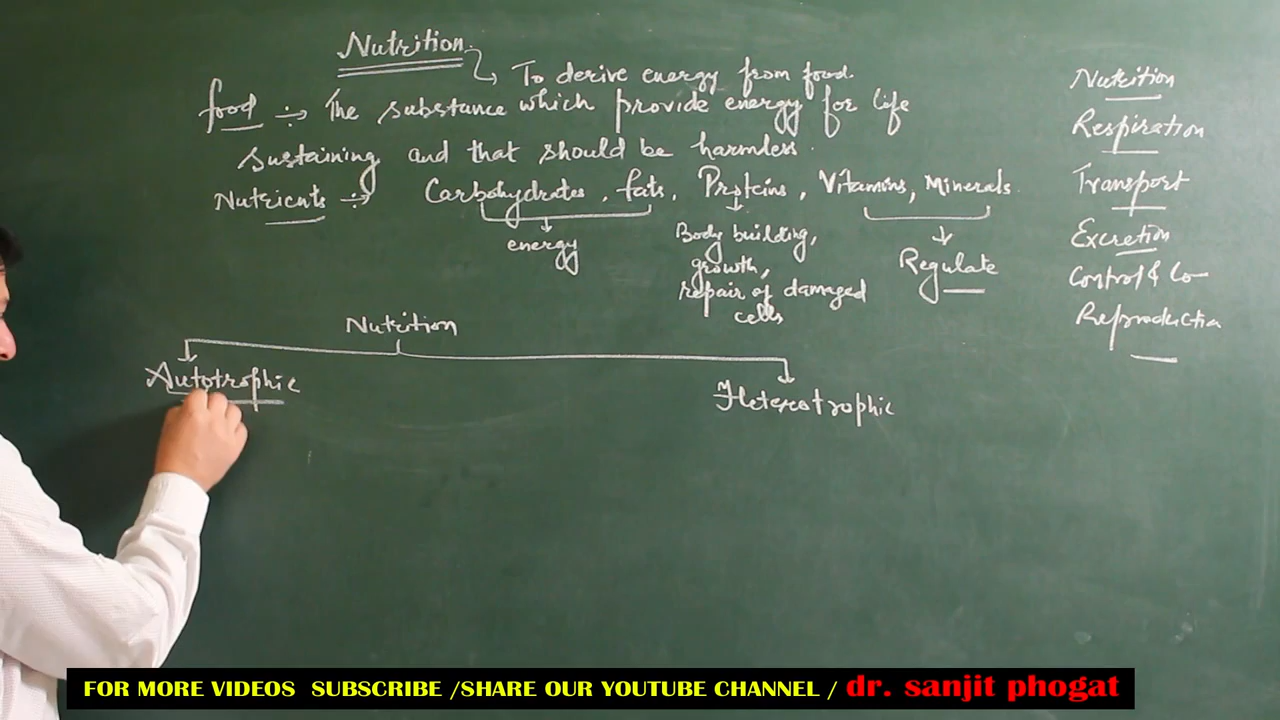 Nutrition
→ To derive energy from food.
food ÷→ The substance which provide energy for life
sustaining and that should be harmless.
Nutrients ÷→ Carbohydrates, fats, Proteins, Vitamins, Minerals.
energy
Body building,
growth,
repair of damaged
cells
Regulate
Nutrition
Autotrophic
Heterotrophic
Nutrition
Respiration
Transport
Excretion
Control & Co-
Reproduction
FOR MORE VIDEOS SUBSCRIBE /SHARE OUR YOUTUBE CHANNEL / dr. sanjit phogat